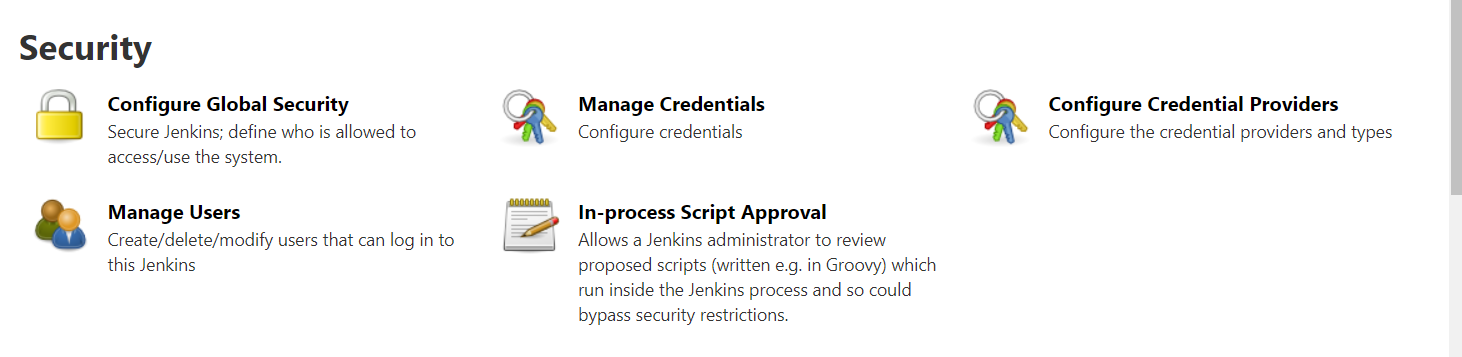 Security
Configure Global Security
Secure Jenkins; define who is allowed to
access/use the system.
Manage Credentials
Configure credentials
Configure Credential Providers
Configure the credential providers and types
Manage Users
Create/delete/modify users that can log in to
this Jenkins
In-process Script Approval
Allows a Jenkins administrator to review
proposed scripts (written e.g. in Groovy) which
run inside the Jenkins process and so could
bypass security restrictions.